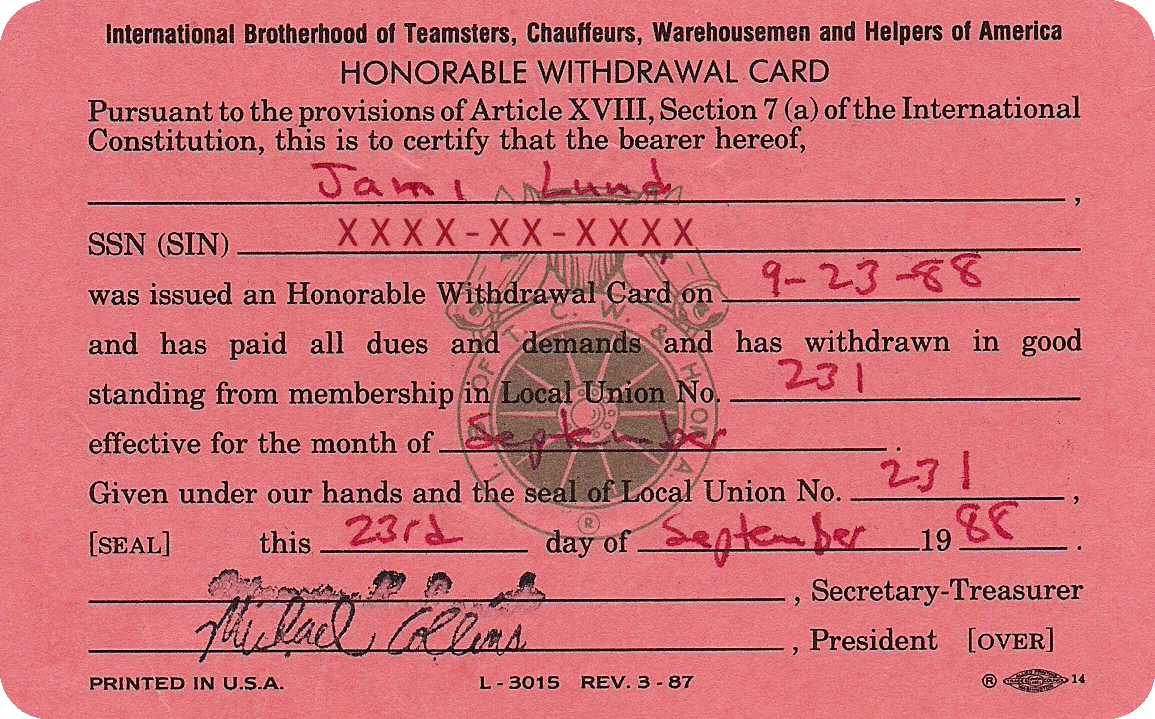 International Brotherhood of Teamsters, Chauffeurs, Warehousemen and Helpers of America
HONORABLE WITHDRAWAL CARD
Pursuant to the provisions of Article XVIII, Section 7 (a) of the International
Constitution, this is to certify that the bearer hereof,
Jami Lund ,
SSN (SIN) XXXX-XX-XXXX
was issued an Honorable Withdrawal Card on 9-23-88
and has paid all dues and demands and has withdrawn in good
standing from membership in Local Union No. 231
effective for the month of September .
Given under our hands and the seal of Local Union No. 231 ,
[SEAL] this 23rd day of September 19 88 .
, Secretary-Treasurer
Michael Collins , President [OVER]
PRINTED IN U.S.A. L-3015 REV. 3-87 ® 14
I. B. OF T. C. W. & H. OF A.
®